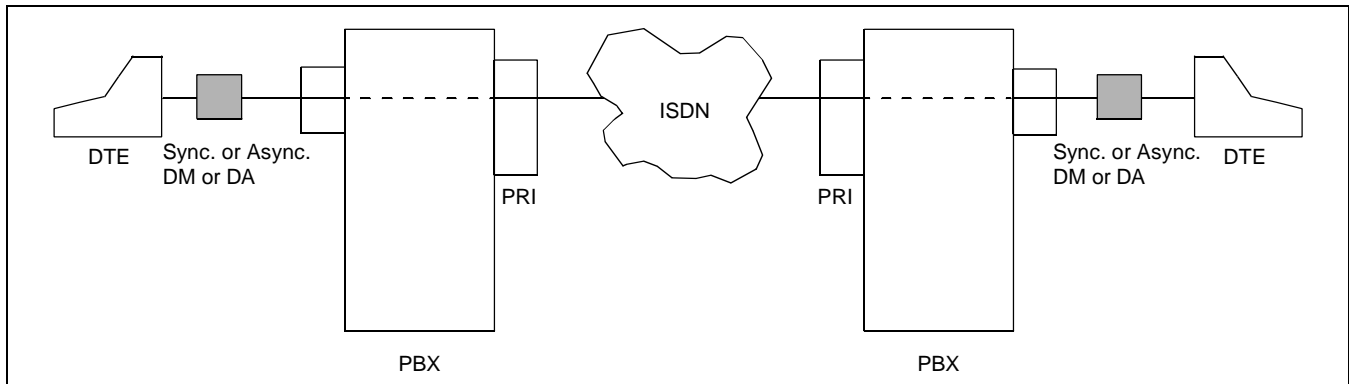 ISDN
DTE
Sync. or Async.
DM or DA
PRI
PRI
Sync. or Async.
DM or DA
DTE
PBX
PBX